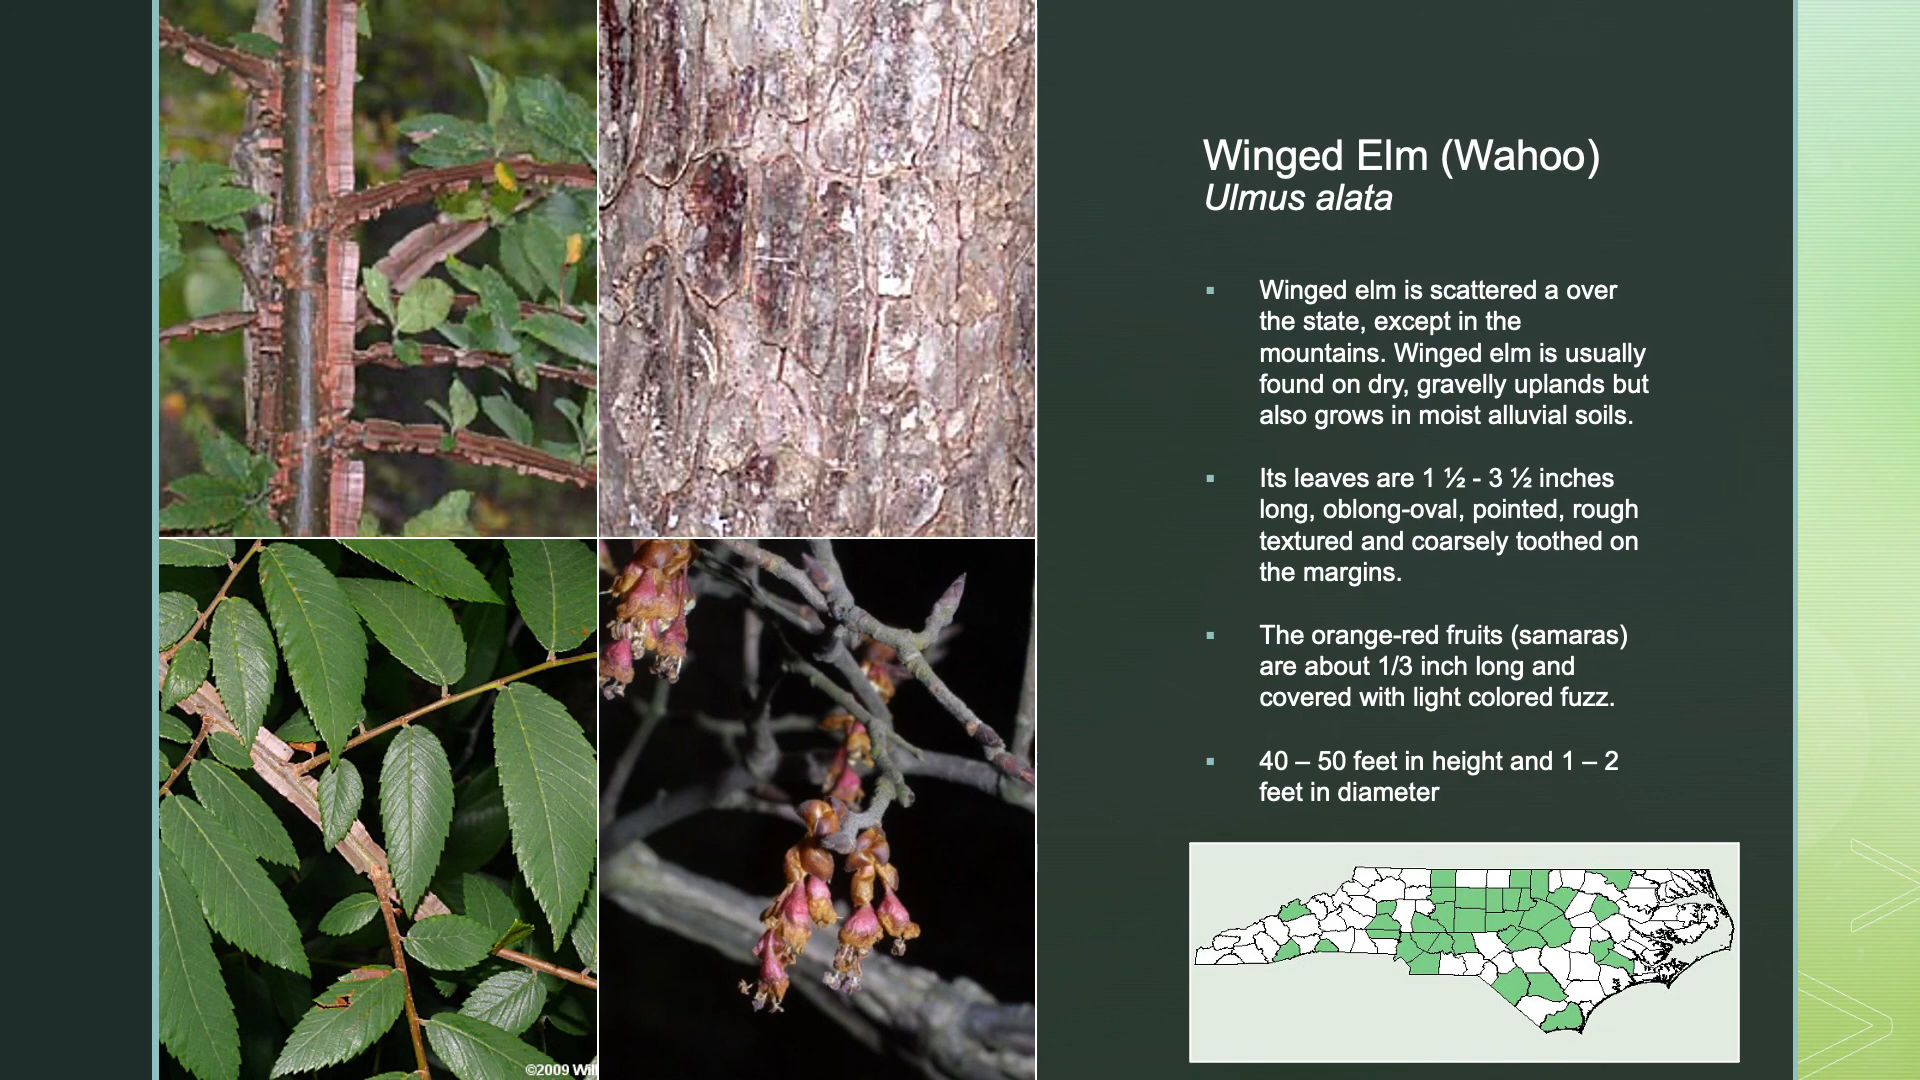 Winged Elm (Wahoo)
Ulmus alata
▪ Winged elm is scattered a over
the state, except in the
mountains. Winged elm is usually
found on dry, gravelly uplands but
also grows in moist alluvial soils.
▪ Its leaves are 1 ½ - 3 ½ inches
long, oblong-oval, pointed, rough
textured and coarsely toothed on
the margins.
▪ The orange-red fruits (samaras)
are about 1/3 inch long and
covered with light colored fuzz.
▪ 40 – 50 feet in height and 1 – 2
feet in diameter
©2009 Will